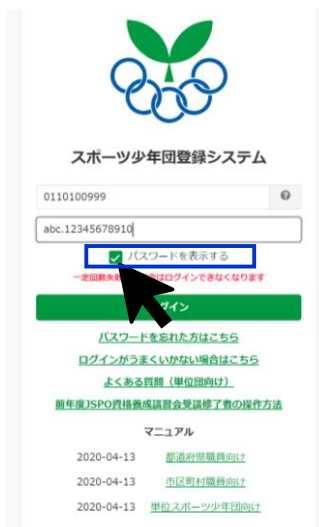 スポーツ少年団登録システム
0110100999
abc.12345678910
パスワードを表示する
一定回数失敗 合はログインできなくなります
グイン
パスワードを忘れた方はこちら
ログインがうまくいかない場合はこちら
よくある質問（単位団向け）
前年度JSPO資格養成講習会受講修了者の操作方法
マニュアル
2020-04-13 都道府県職員向け
2020-04-13 市区町村職員向け
2020-04-13 単位スポーツ少年団向け